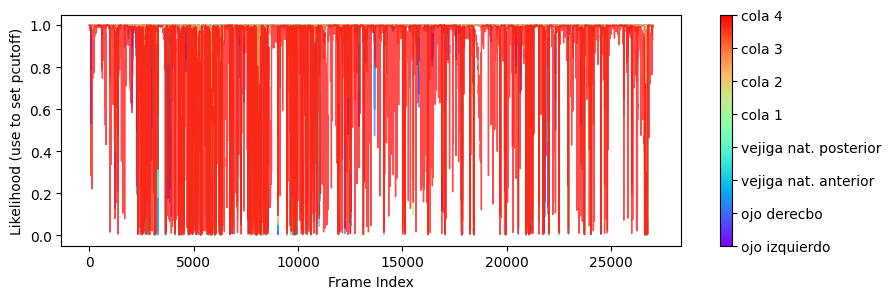 Likelihood (use to set pcutoff)
1.0
0.8
0.6
0.4
0.2
0.0
0
5000
10000
15000
20000
25000
Frame Index
cola 4
cola 3
cola 2
cola 1
vejiga nat. posterior
vejiga nat. anterior
ojo derecbo
ojo izquierdo